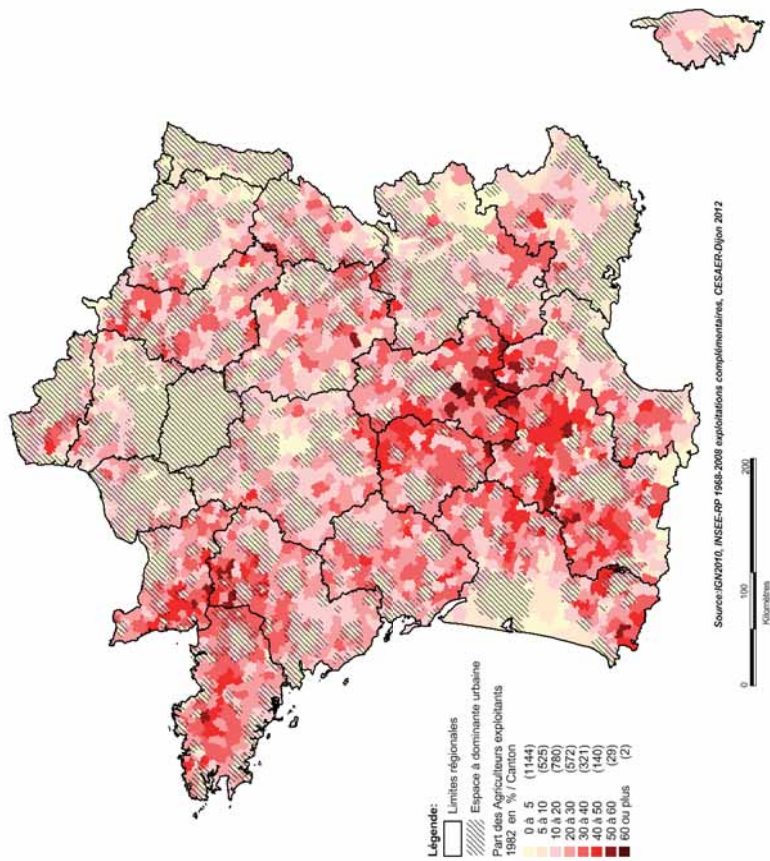 Légende:
Limites régionales
Espace à dominante urbaine
Part des Agriculteurs exploitants
1982 en % / Canton
0 à 5 (1144)
5 à 10 (525)
10 à 20 (780)
20 à 30 (572)
30 à 40 (321)
40 à 50 (140)
50 à 60 (29)
60 ou plus (2)
0 100 200
Kilomètres
Source:IGN2010, INSEE-RP 1968-2008 exploitations complémentaires, CESAER-Dijon 2012